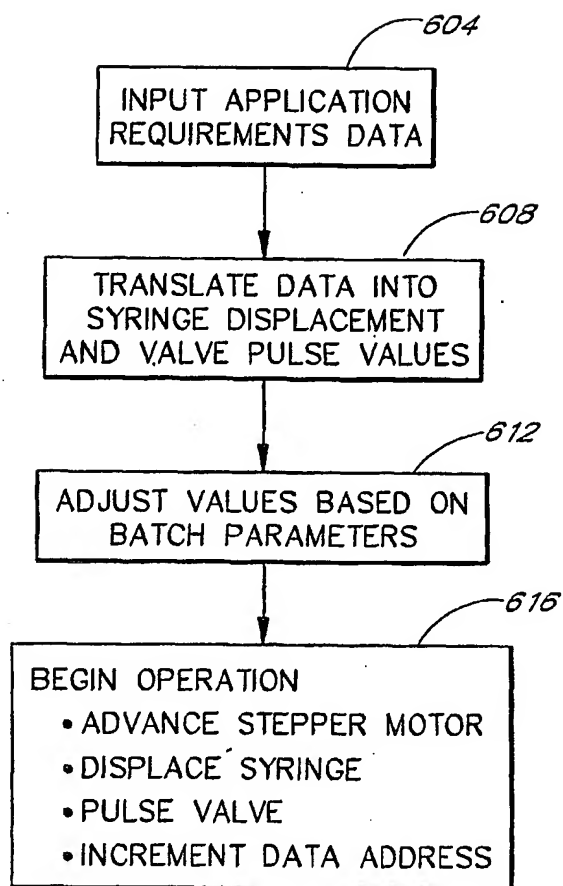 604
INPUT APPLICATION
REQUIREMENTS DATA
608
TRANSLATE DATA INTO
SYRINGE DISPLACEMENT
AND VALVE PULSE VALUES
612
ADJUST VALUES BASED ON
BATCH PARAMETERS
616
BEGIN OPERATION
• ADVANCE STEPPER MOTOR
• DISPLACE SYRINGE
• PULSE VALVE
• INCREMENT DATA ADDRESS